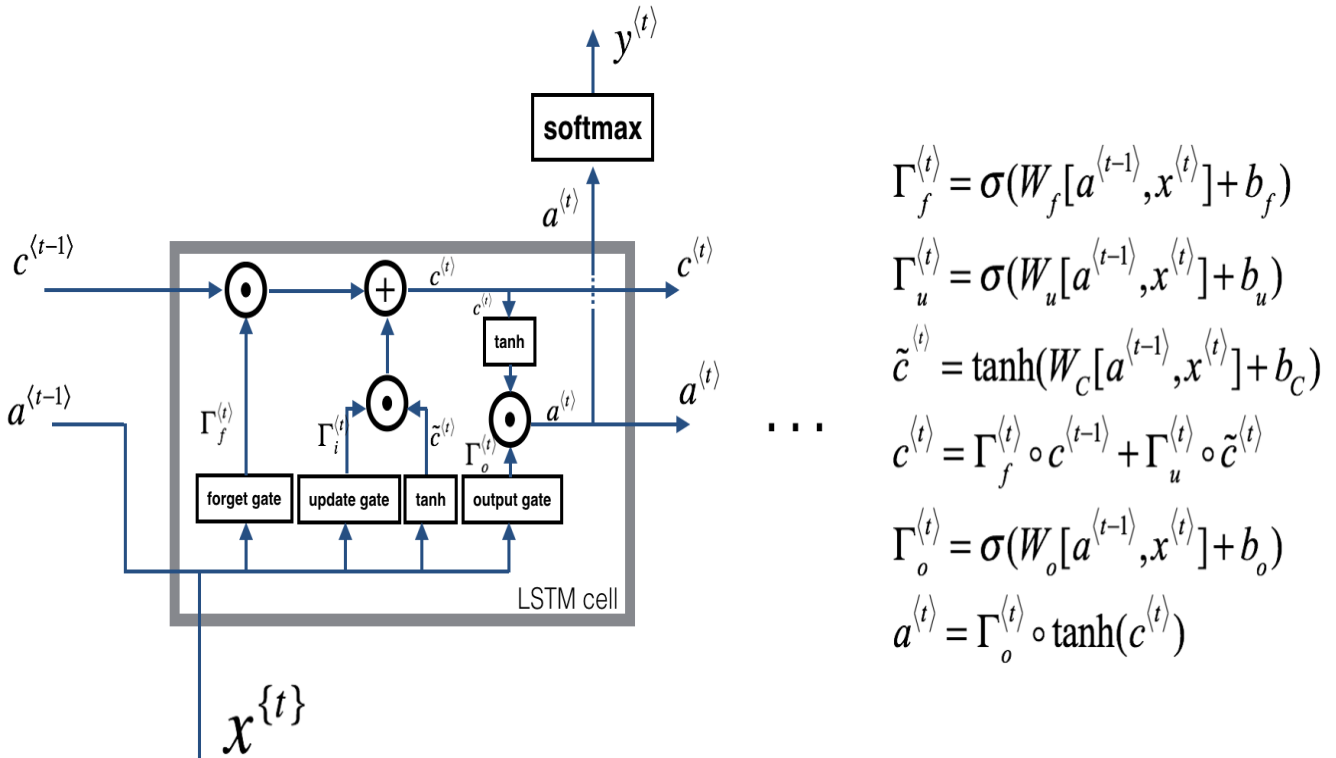 y⟨t⟩
softmax
a⟨t⟩
c⟨t−1⟩
c⟨t⟩
c⟨t⟩
c⟨t⟩
tanh
a⟨t−1⟩
a⟨t⟩
a⟨t⟩
Γf⟨t⟩
Γi⟨t
c̃⟨t⟩
Γo⟨t⟩
...
forget gate
update gate
tanh
output gate
LSTM cell
x{t}
Γf⟨t⟩ = σ(Wf[a⟨t−1⟩, x⟨t⟩] + bf)
Γu⟨t⟩ = σ(Wu[a⟨t−1⟩, x⟨t⟩] + bu)
c̃⟨t⟩ = tanh(WC[a⟨t−1⟩, x⟨t⟩] + bC)
c⟨t⟩ = Γf⟨t⟩ ∘ c⟨t−1⟩ + Γu⟨t⟩ ∘ c̃⟨t⟩
Γo⟨t⟩ = σ(Wo[a⟨t−1⟩, x⟨t⟩] + bo)
a⟨t⟩ = Γo⟨t⟩ ∘ tanh(c⟨t⟩)